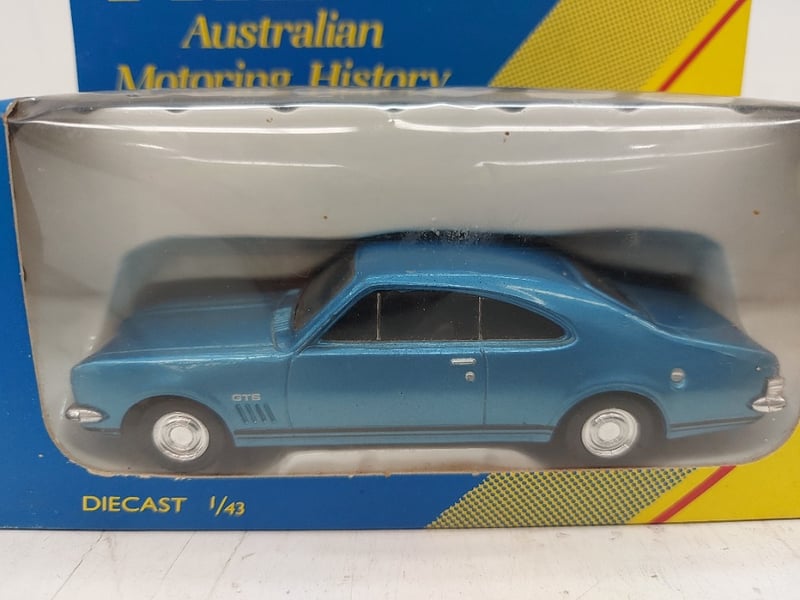 Australian
Motoring History
GTS
DIECAST 1/43